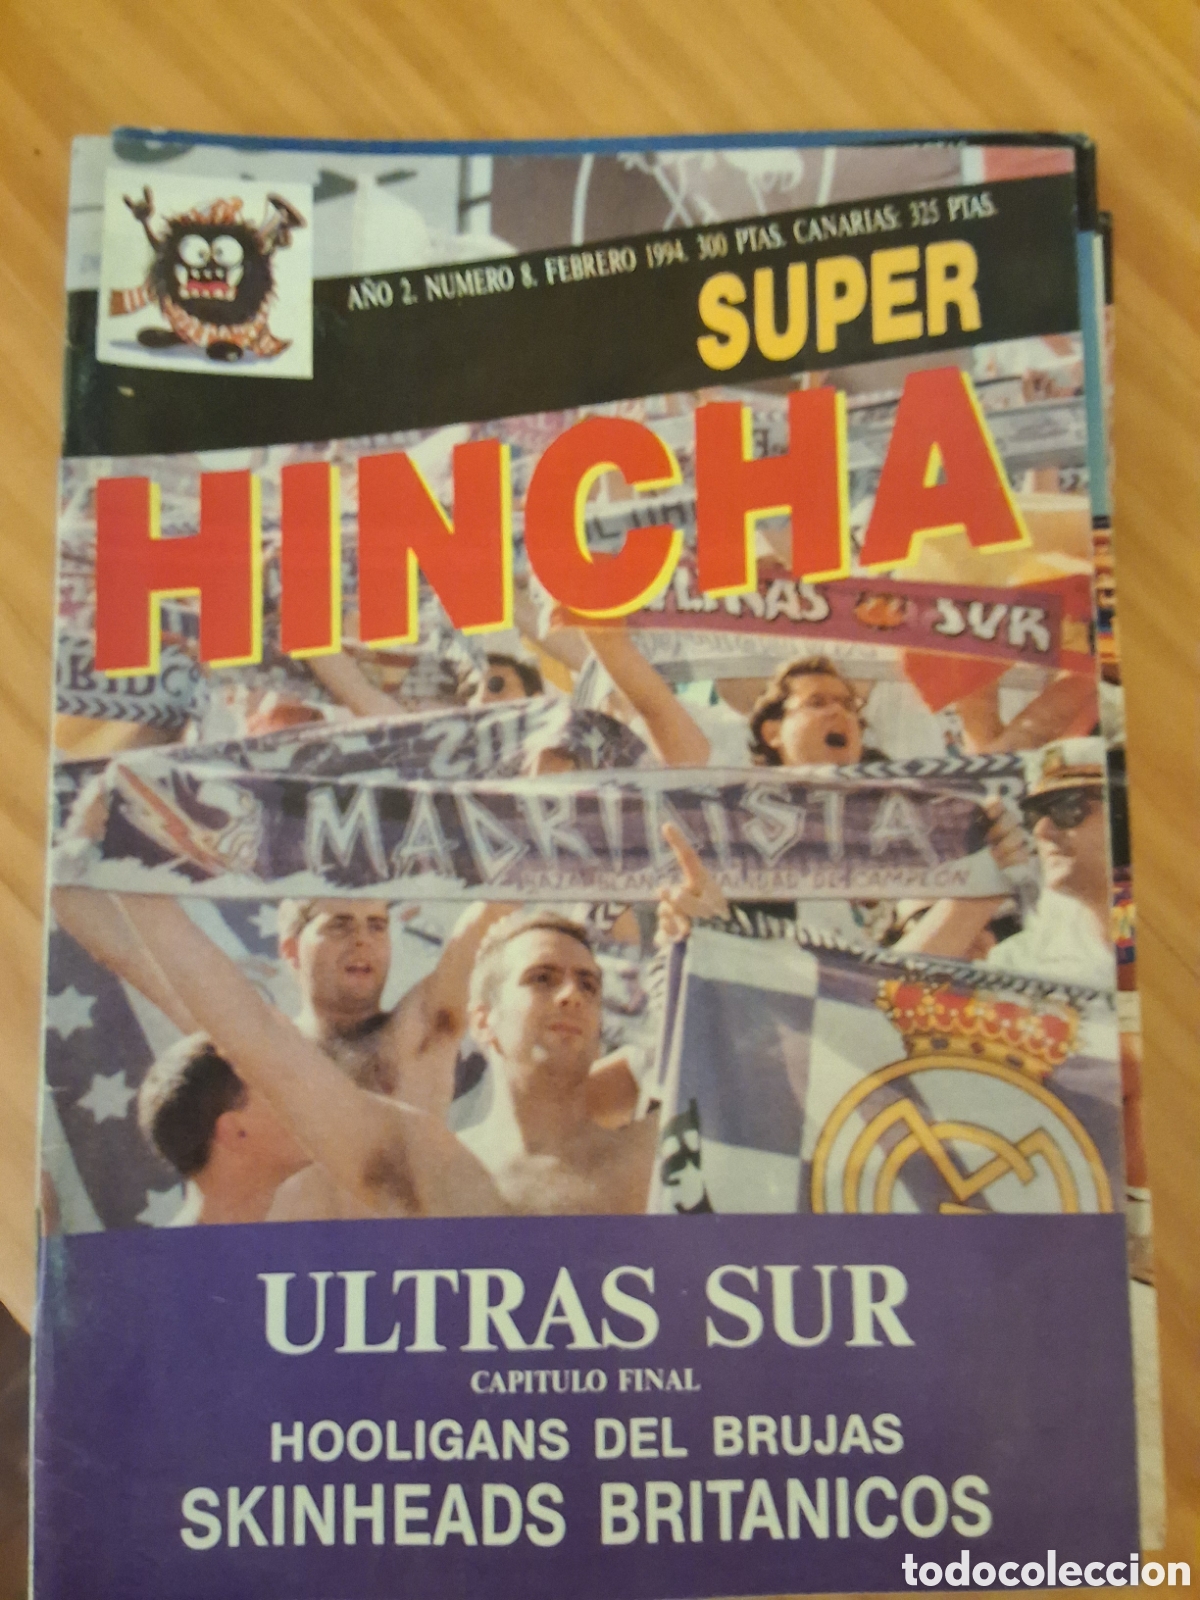 AÑO 2. NUMERO 8. FEBRERO 1994. 300 PTAS. CANARIAS: 325 PTAS.
SUPER
HINCHA
SUR
MADRIDISTA
ULTRAS SUR
CAPITULO FINAL
HOOLIGANS DEL BRUJAS
SKINHEADS BRITANICOS
todocoleccion